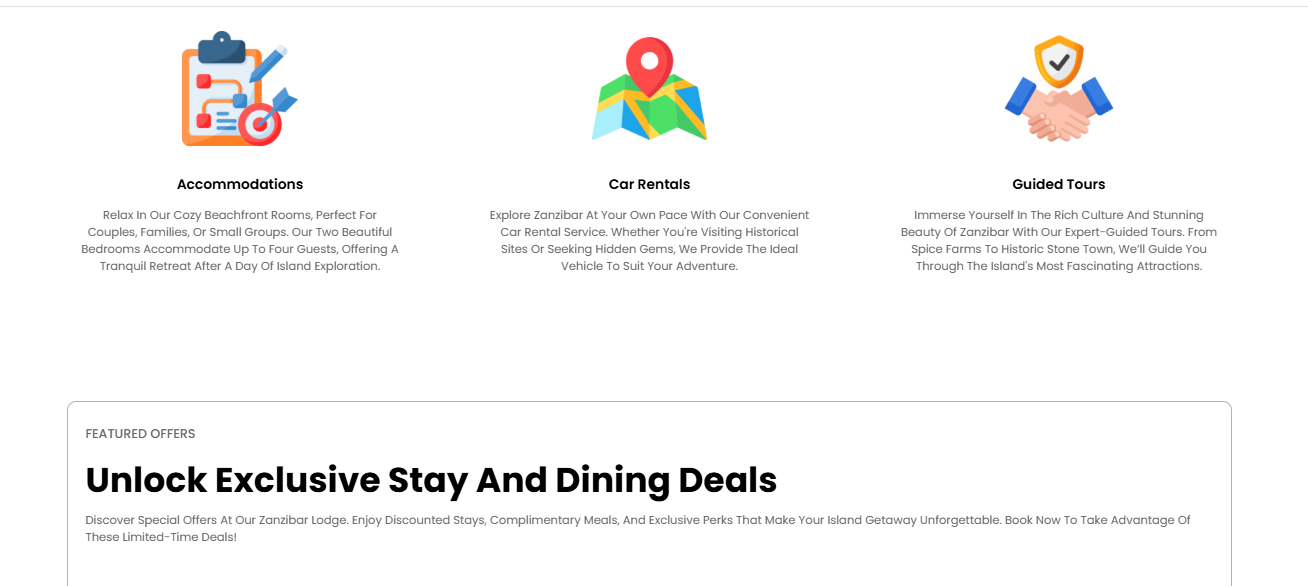 Accommodations
Relax In Our Cozy Beachfront Rooms, Perfect For
Couples, Families, Or Small Groups. Our Two Beautiful
Bedrooms Accommodate Up To Four Guests, Offering A
Tranquil Retreat After A Day Of Island Exploration.
Car Rentals
Explore Zanzibar At Your Own Pace With Our Convenient
Car Rental Service. Whether You're Visiting Historical
Sites Or Seeking Hidden Gems, We Provide The Ideal
Vehicle To Suit Your Adventure.
Guided Tours
Immerse Yourself In The Rich Culture And Stunning
Beauty Of Zanzibar With Our Expert-Guided Tours. From
Spice Farms To Historic Stone Town, We'll Guide You
Through The Island's Most Fascinating Attractions.
FEATURED OFFERS
Unlock Exclusive Stay And Dining Deals
Discover Special Offers At Our Zanzibar Lodge. Enjoy Discounted Stays, Complimentary Meals, And Exclusive Perks That Make Your Island Getaway Unforgettable. Book Now To Take Advantage Of
These Limited-Time Deals!